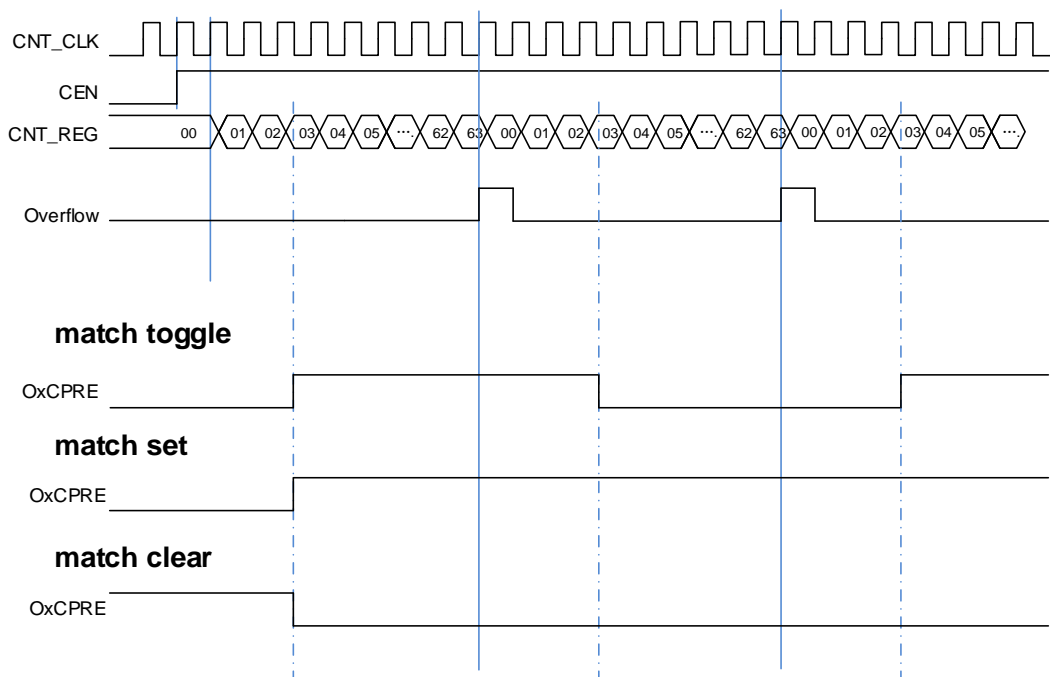 CNT_CLK
CEN
CNT_REG 00 01 02 03 04 05 ···. 62 63 00 01 02 03 04 05 ···. 62 63 00 01 02 03 04 05 ···.
Overflow
match toggle
OxCPRE
match set
OxCPRE
match clear
OxCPRE